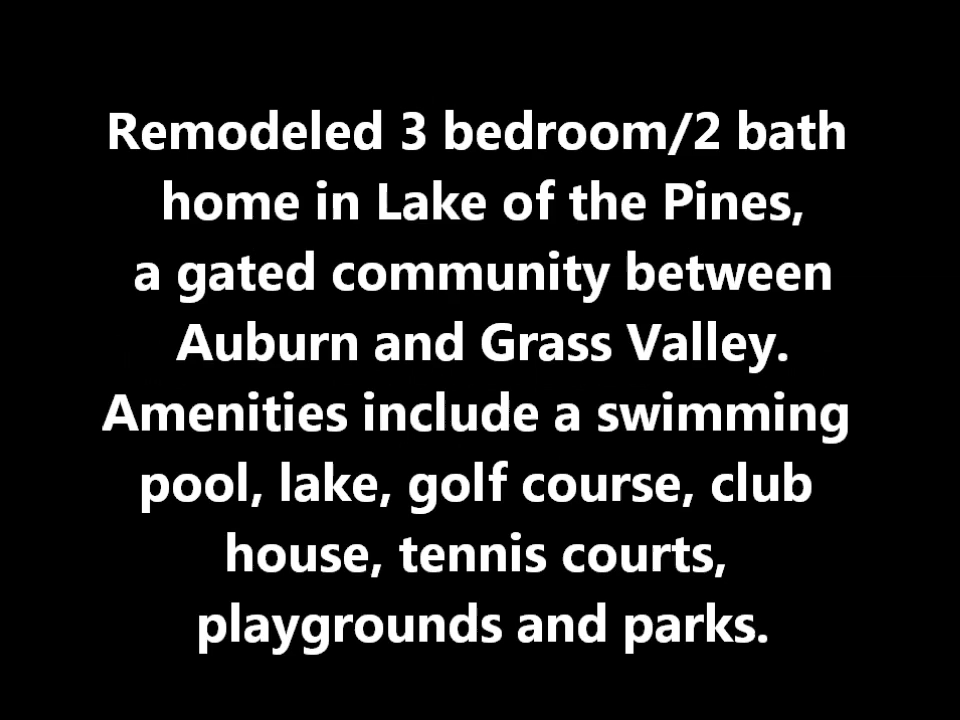 Remodeled 3 bedroom/2 bath
home in Lake of the Pines,
a gated community between
Auburn and Grass Valley.
Amenities include a swimming
pool, lake, golf course, club
house, tennis courts,
playgrounds and parks.